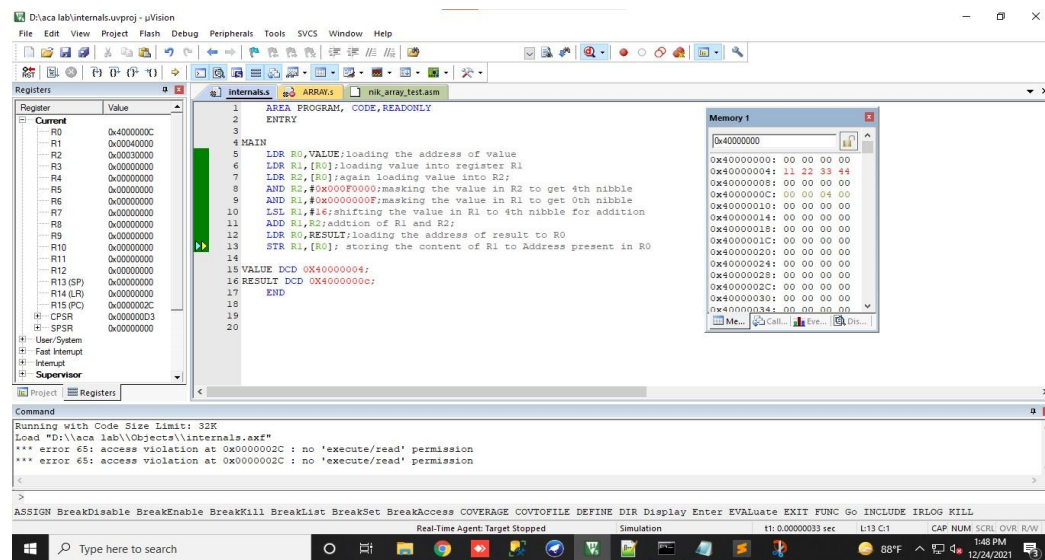 D:\aca lab\internals.uvproj - µVision
File Edit View Project Flash Debug Peripherals Tools SVCS Window Help
Registers
Register Value
Current
R0 0x4000000C
R1 0x00040000
R2 0x00030000
R3 0x00000000
R4 0x00000000
R5 0x00000000
R6 0x00000000
R7 0x00000000
R8 0x00000000
R9 0x00000000
R10 0x00000000
R11 0x00000000
R12 0x00000000
R13 (SP) 0x00000000
R14 (LR) 0x00000000
R15 (PC) 0x0000002C
CPSR 0x000000D3
SPSR 0x00000000
User/System
Fast Interrupt
Interrupt
Supervisor
Project Registers
internals.s ARRAY.s nik_array_test.asm
1 AREA PROGRAM, CODE,READONLY
2 ENTRY
3
4 MAIN
5 LDR R0,VALUE;loading the address of value
6 LDR R1,[R0];loading value into register R1
7 LDR R2,[R0];again loading value into R2;
8 AND R2,#0x000F0000;masking the value in R2 to get 4th nibble
9 AND R1,#0x0000000F;masking the value in R1 to get 0th nibble
10 LSL R1,#16;shifting the value in R1 to 4th nibble for addition
11 ADD R1,R2;addtion of R1 and R2;
12 LDR R0,RESULT;loading the address of result to R0
13 STR R1,[R0]; storing the content of R1 to Address present in R0
14
15 VALUE DCD 0X40000004;
16 RESULT DCD 0X4000000c;
17 END
18
19
20
Memory 1
0x40000000
0x40000000: 00 00 00 00
0x40000004: 11 22 33 44
0x40000008: 00 00 00 00
0x4000000C: 00 00 04 00
0x40000010: 00 00 00 00
0x40000014: 00 00 00 00
0x40000018: 00 00 00 00
0x4000001C: 00 00 00 00
0x40000020: 00 00 00 00
0x40000024: 00 00 00 00
0x40000028: 00 00 00 00
0x4000002C: 00 00 00 00
0x40000030: 00 00 00 00
0x40000034: 00 00 00 00
Me... Call... Eve... Dis...
Command
Running with Code Size Limit: 32K
Load "D:\\aca lab\\Objects\\internals.axf"
*** error 65: access violation at 0x0000002C : no 'execute/read' permission
*** error 65: access violation at 0x0000002C : no 'execute/read' permission
>
ASSIGN BreakDisable BreakEnable BreakKill BreakList BreakSet BreakAccess COVERAGE COVTOFILE DEFINE DIR Display Enter EVALuate EXIT FUNC Go INCLUDE IRLOG KILL
Real-Time Agent: Target Stopped Simulation t1: 0.00000033 sec L:13 C:1 CAP NUM SCRL OVR R/W
Type here to search
88°F
1:48 PM
12/24/2021